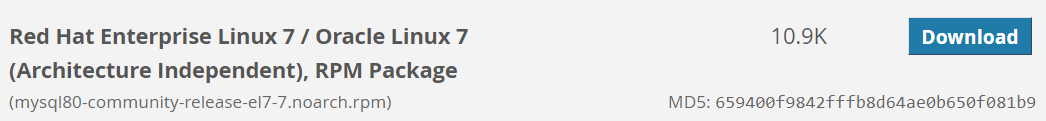 Red Hat Enterprise Linux 7 / Oracle Linux 7 10.9K Download
(Architecture Independent), RPM Package
(mysql80-community-release-el7-7.noarch.rpm) MD5: 659400f9842fffb8d64ae0b650f081b9